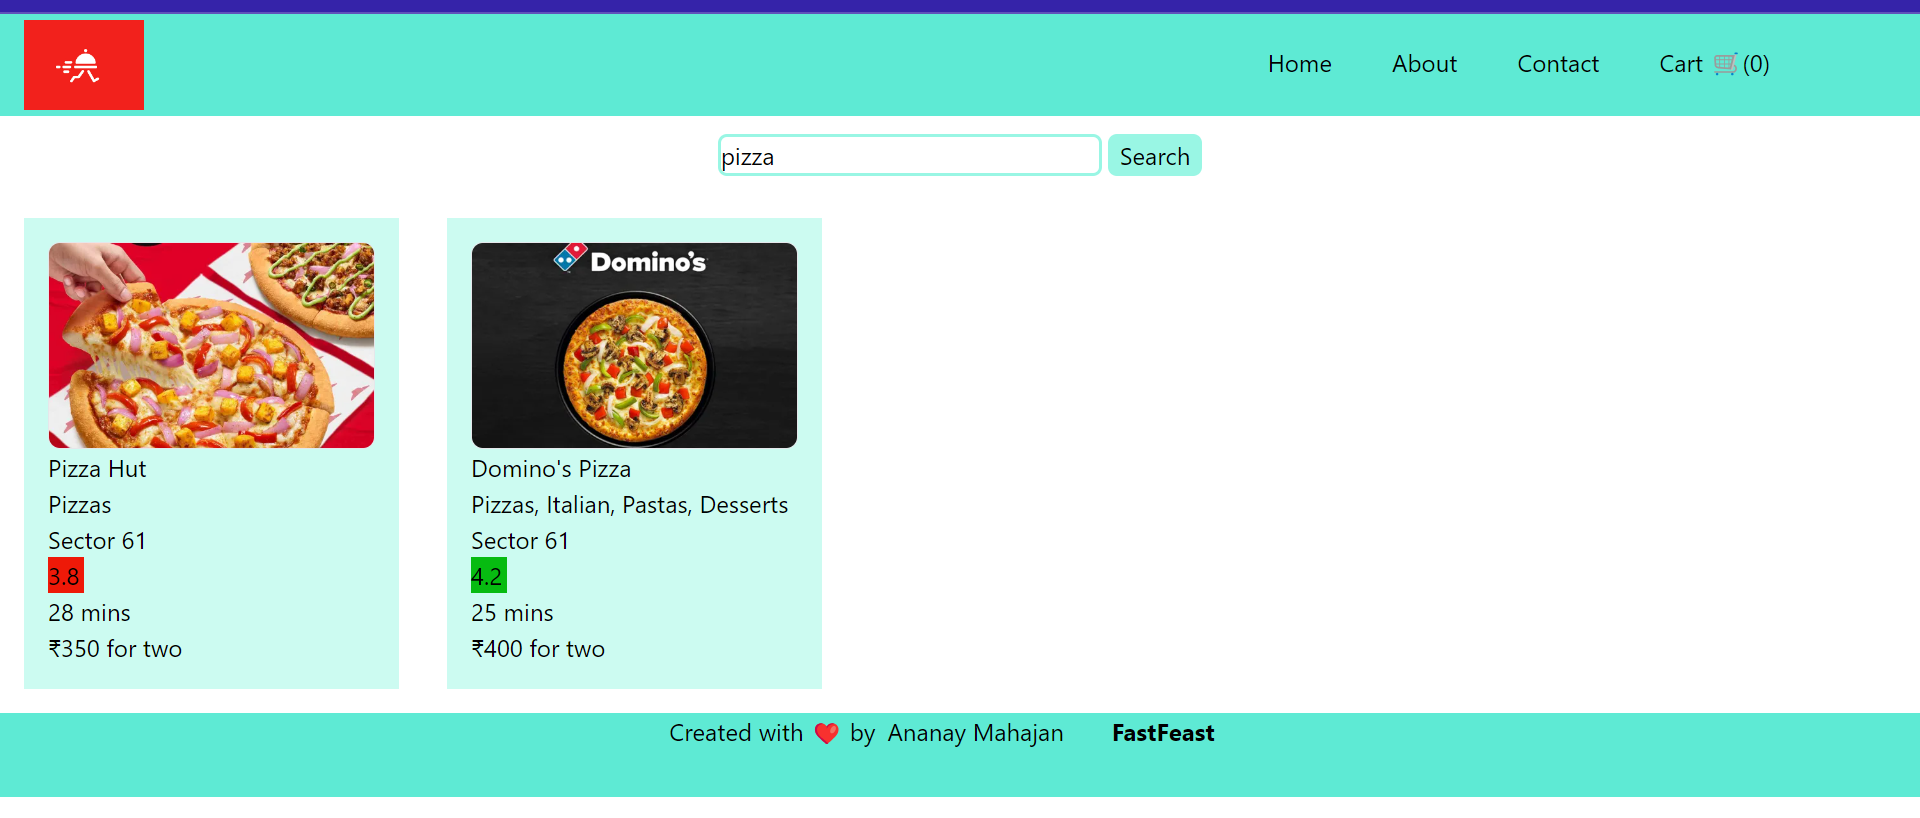 Home About Contact Cart 🛒(0)
pizza Search
Domino's
Pizza Hut
Pizzas
Sector 61
3.8
28 mins
₹350 for two
Domino's Pizza
Pizzas, Italian, Pastas, Desserts
Sector 61
4.2
25 mins
₹400 for two
Created with ❤️ by Ananay Mahajan FastFeast